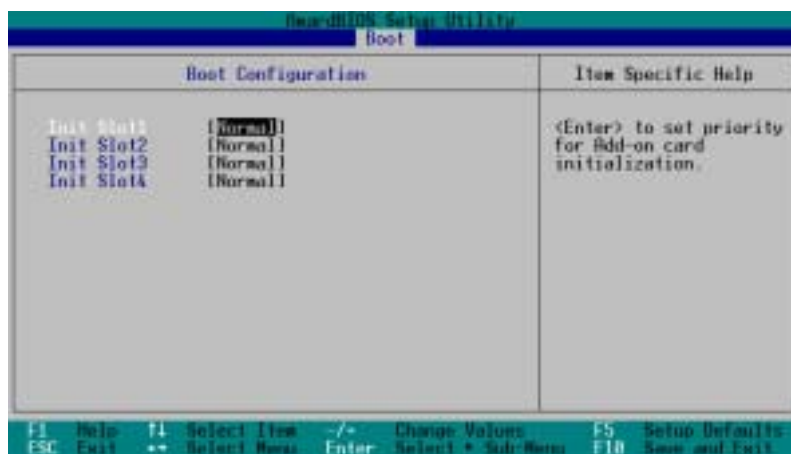 AwardBIOS Setup Utility
Boot
Boot Configuration
Item Specific Help
Init Slot1 [Normal]
Init Slot2 [Normal]
Init Slot3 [Normal]
Init Slot4 [Normal]
<Enter> to set priority
for Add-on card
initialization.
F1 Help ↑↓ Select Item -/+ Change Values F5 Setup Defaults
ESC Exit ←→ Select Menu Enter Select ▸ Sub-Menu F10 Save and Exit